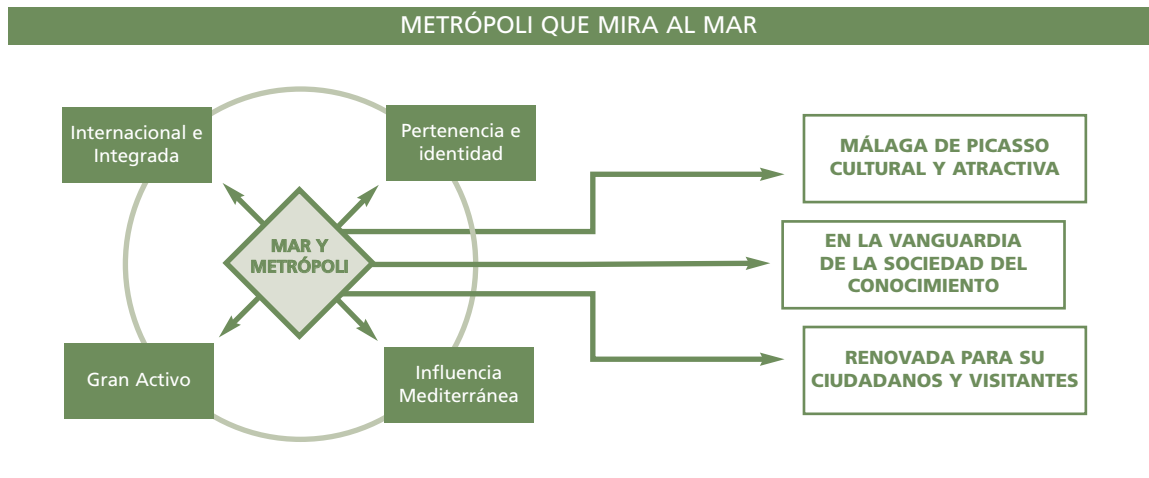 METRÓPOLI QUE MIRA AL MAR
Internacional e
Integrada
Pertenencia e
identidad
MAR Y
METRÓPOLI
Gran Activo
Influencia
Mediterránea
MÁLAGA DE PICASSO
CULTURAL Y ATRACTIVA
EN LA VANGUARDIA
DE LA SOCIEDAD DEL
CONOCIMIENTO
RENOVADA PARA SU
CIUDADANOS Y VISITANTES